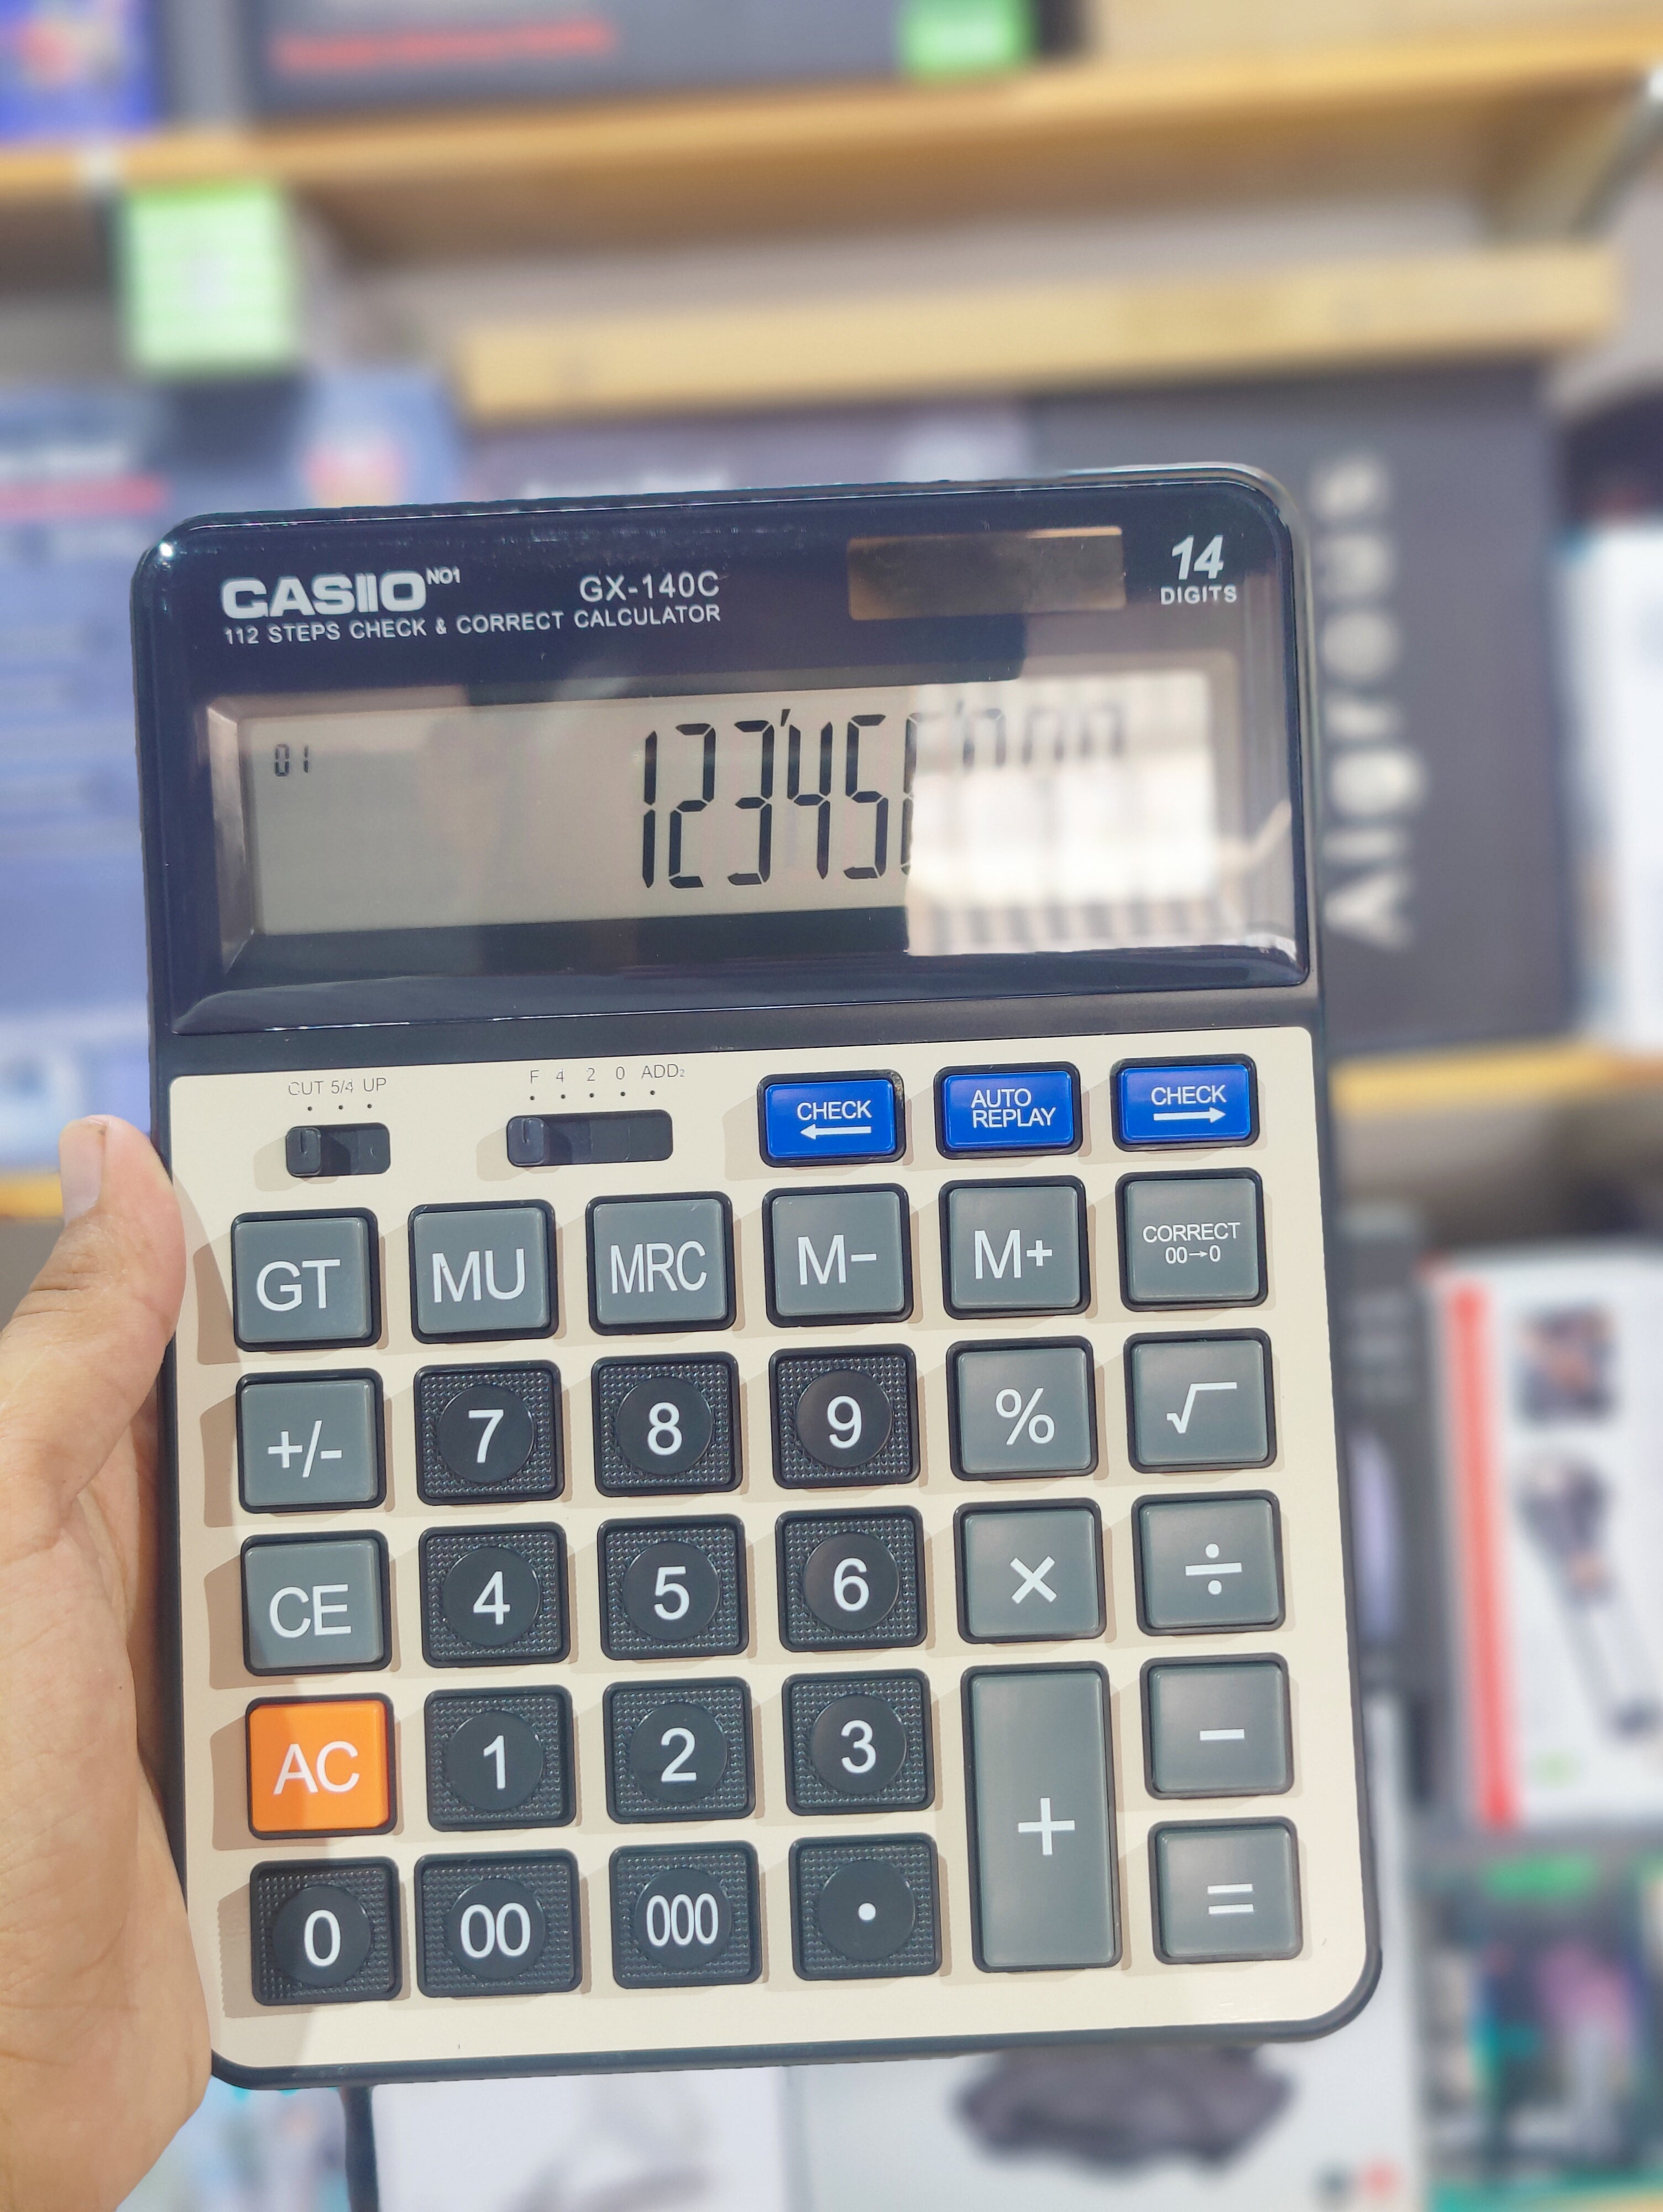 CASIIO NO1 GX-140C 14
DIGITS
112 STEPS CHECK & CORRECT CALCULATOR
01 123'45
CUT 5/4 UP F 4 2 0 ADD₂
CHECK ← AUTO REPLAY CHECK →
GT MU MRC M− M+ CORRECT 00→0
+/- 7 8 9 % √
CE 4 5 6 × ÷
AC 1 2 3 + −
0 00 000 • =